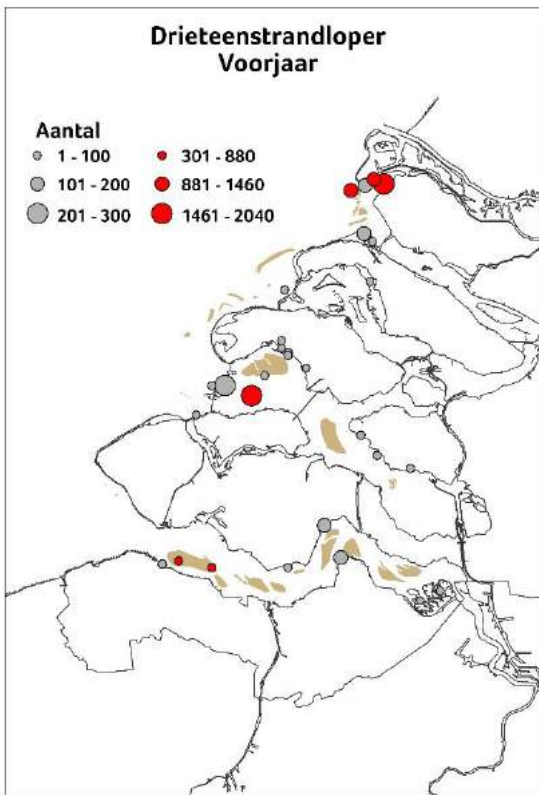 Drieteenstrandloper
Voorjaar
Aantal
1 - 100
301 - 880
101 - 200
881 - 1460
201 - 300
1461 - 2040